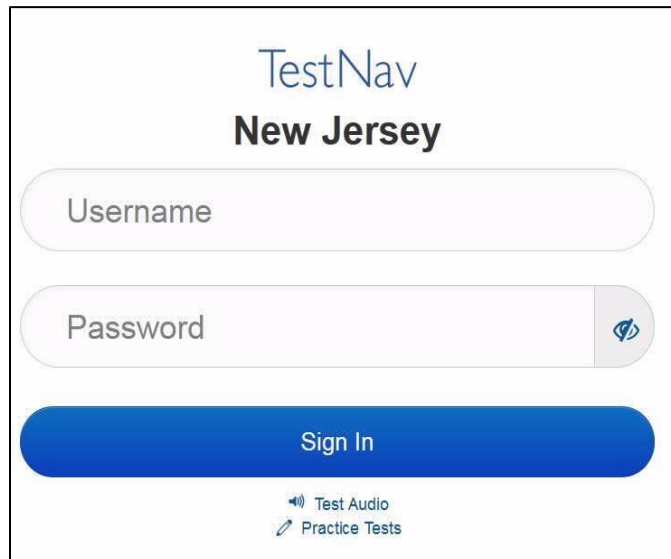 TestNav
New Jersey
Username
Password
Sign In
Test Audio
Practice Tests